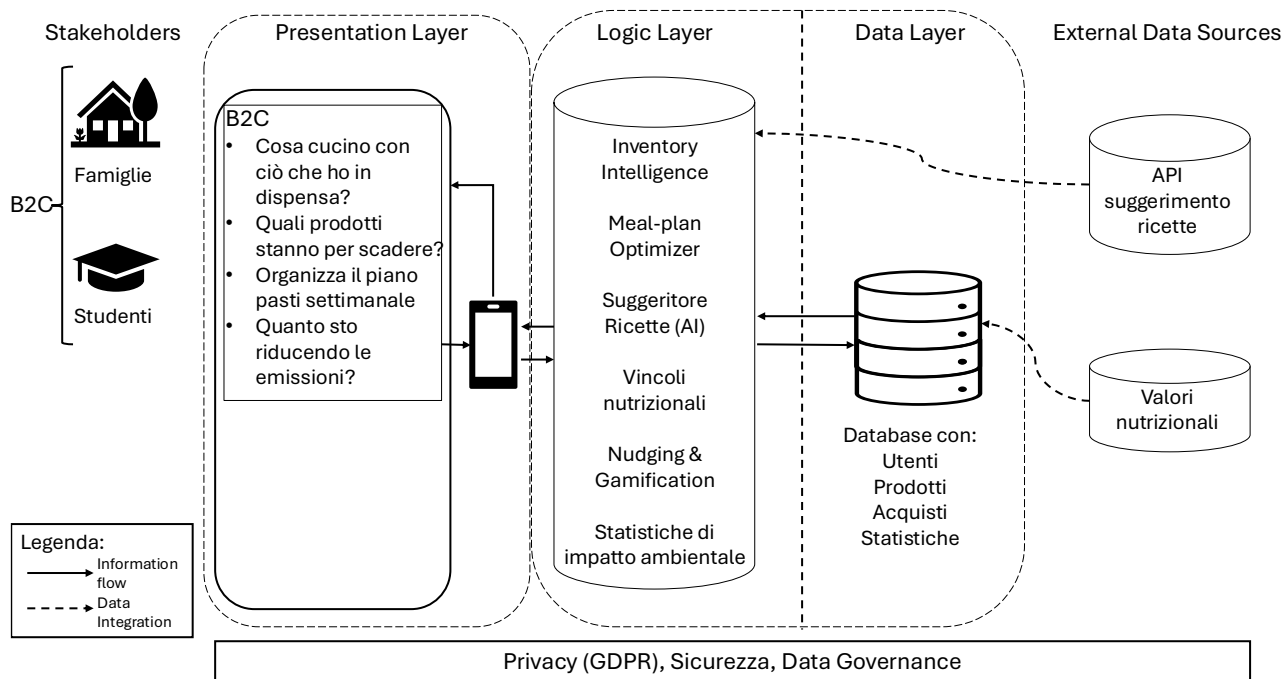 Stakeholders
Presentation Layer
Logic Layer
Data Layer
External Data Sources
B2C
Famiglie
Studenti
B2C
• Cosa cucino con
ciò che ho in
dispensa?
• Quali prodotti
stanno per scadere?
• Organizza il piano
pasti settimanale
• Quanto sto
riducendo le
emissioni?
Inventory
Intelligence
Meal-plan
Optimizer
Suggeritore
Ricette (AI)
Vincoli
nutrizionali
Nudging &
Gamification
Statistiche di
impatto ambientale
Database con:
Utenti
Prodotti
Acquisti
Statistiche
API
suggerimento
ricette
Valori
nutrizionali
Legenda:
Information
flow
Data
Integration
Privacy (GDPR), Sicurezza, Data Governance